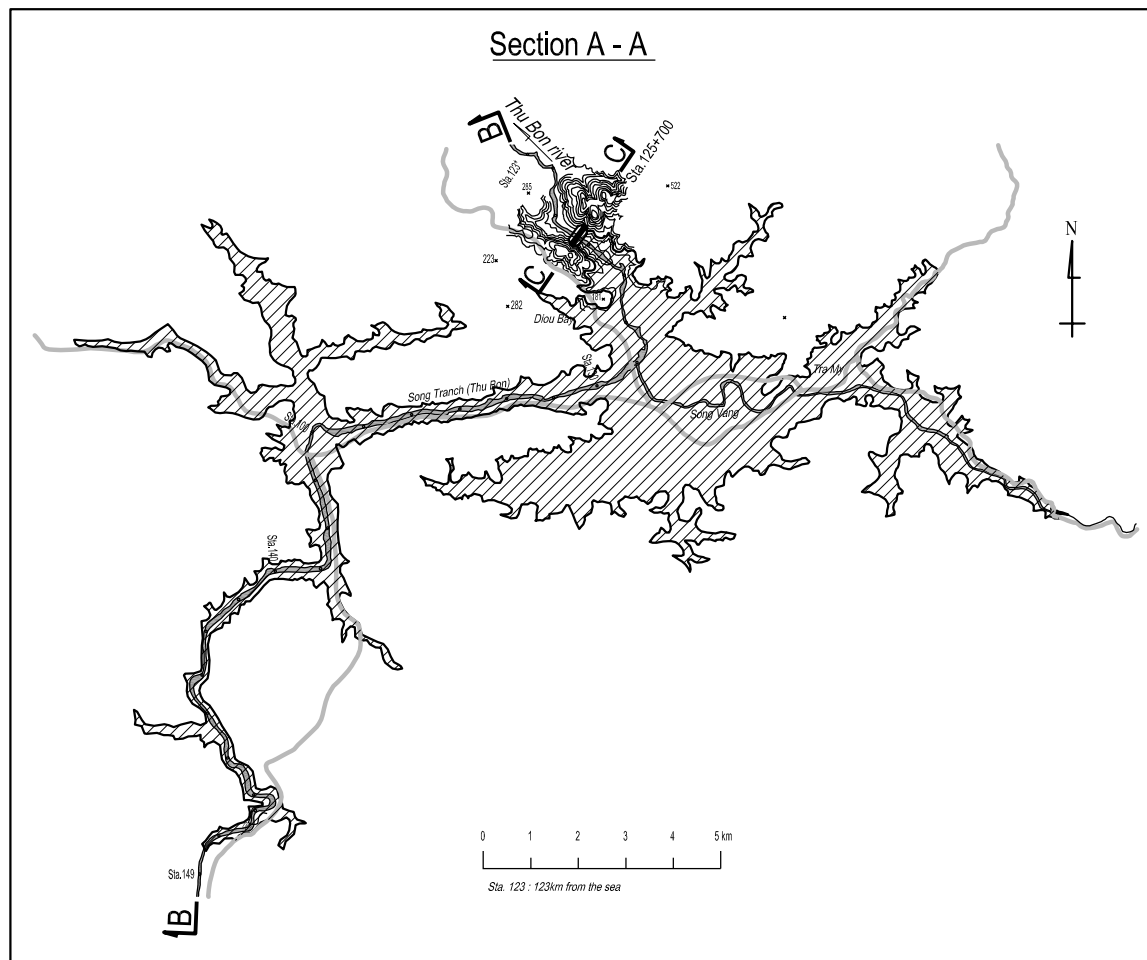 Section A - A
B
Thu Bon river
C
Sta. 125+700
Sta.123*
285
522
N
223
C
282
181
Diou Bay
Tra My
Song Tranch (Thu Bon)
Song Vang
Sta.140
0 1 2 3 4 5 km
Sta. 123 : 123km from the sea
Sta.149
B